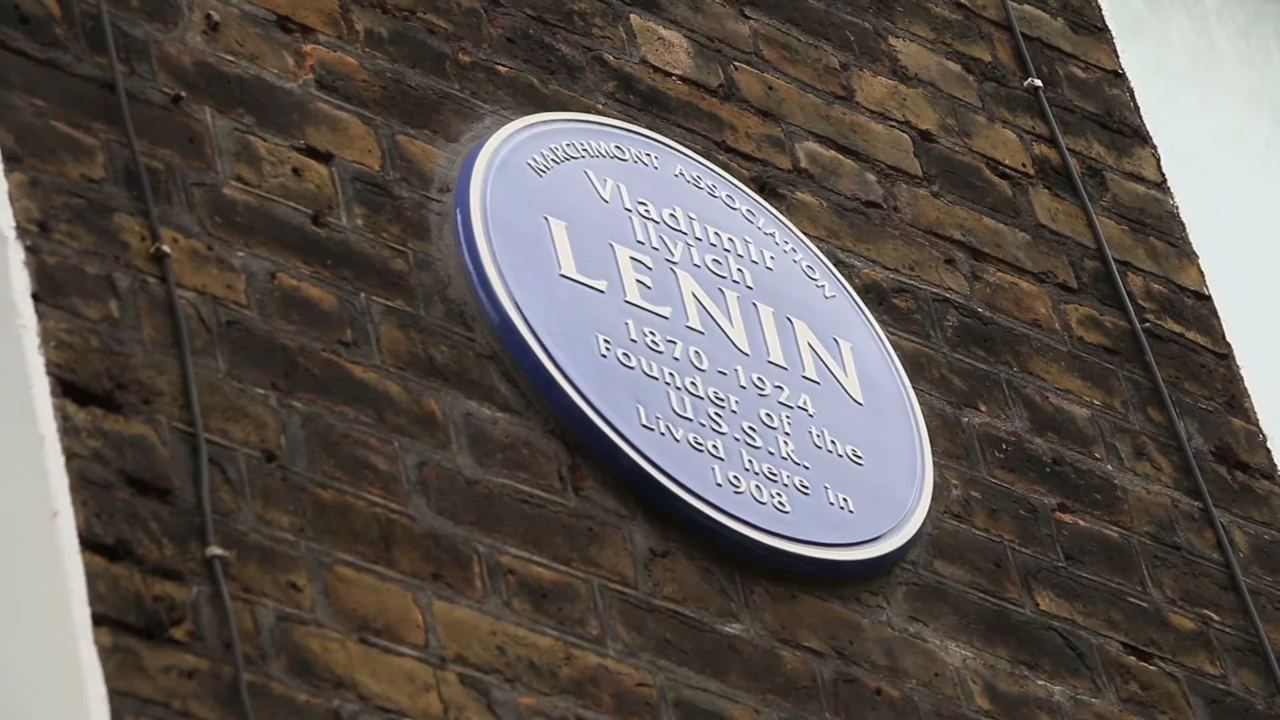 MARCHMONT ASSOCIATION
Vladimir
Ilyich
LENIN
1870-1924
Founder of the
U.S.S.R.
Lived here in
1908